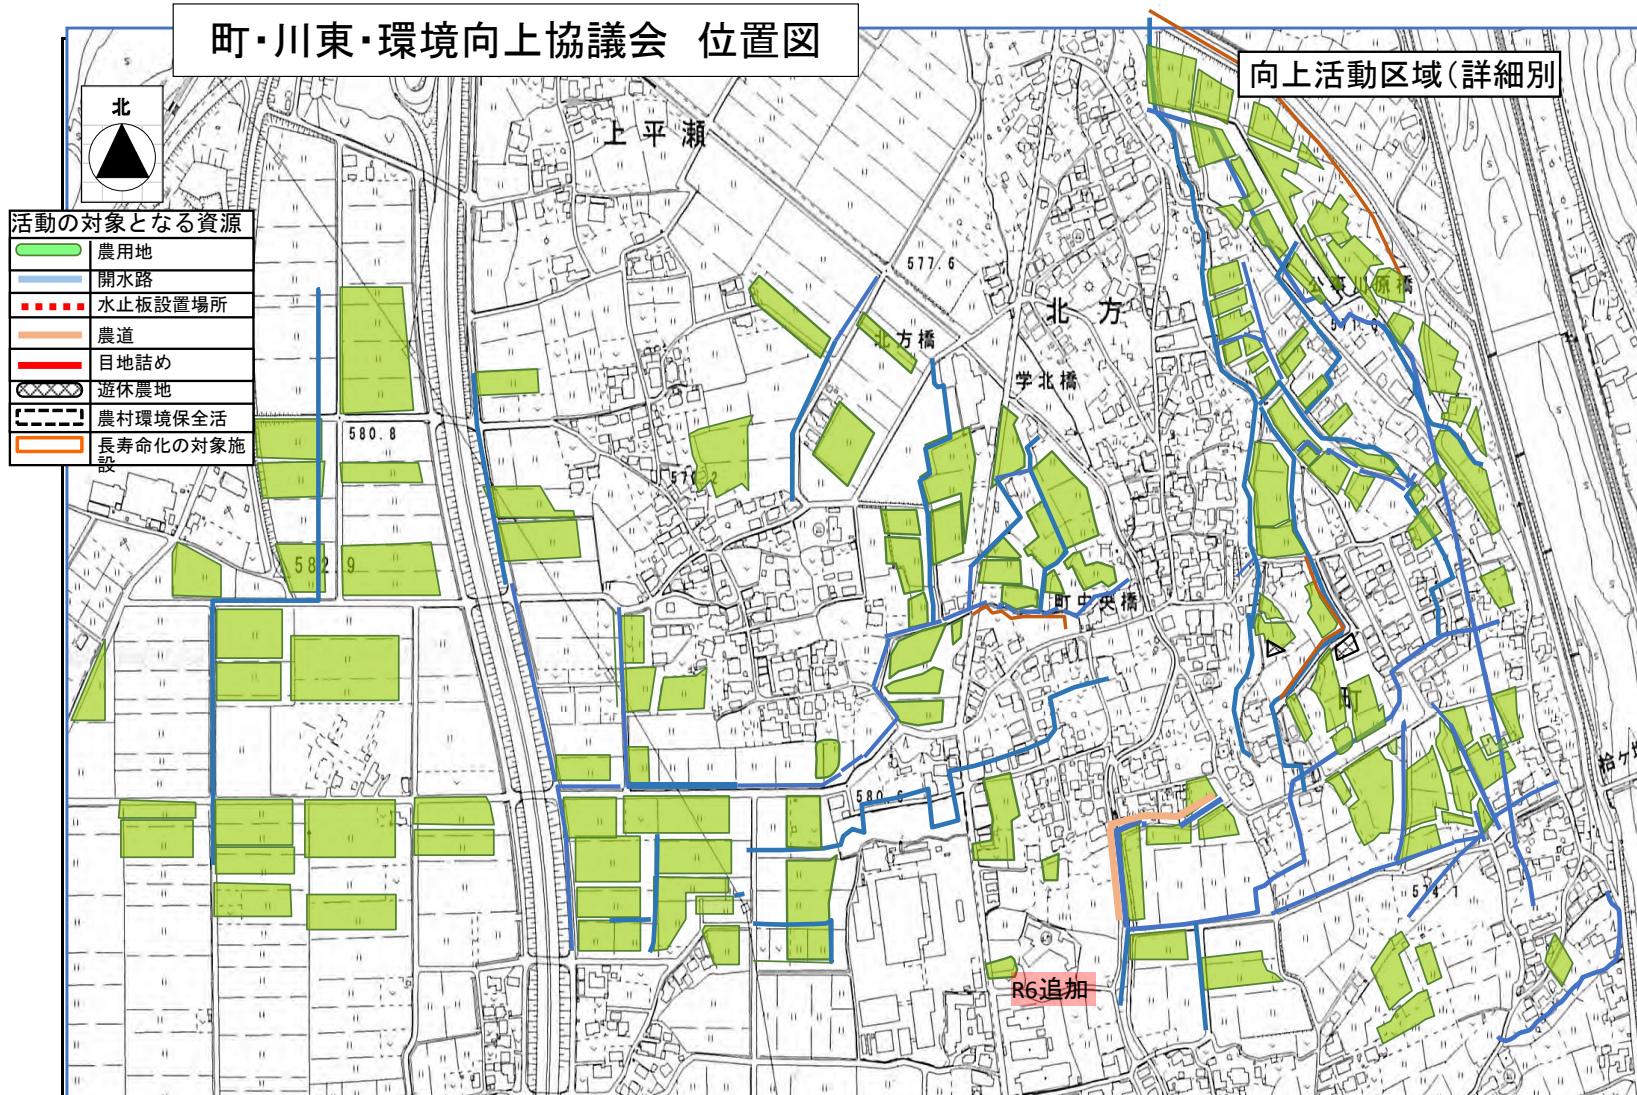 町・川東・環境向上協議会 位置図
向上活動区域(詳細別
北
活動の対象となる資源
農用地
開水路
水止板設置場所
農道
目地詰め
遊休農地
農村環境保全活
長寿命化の対象施
設
上平瀬
577.6
北方
北方橋
学北橋
580.8
582.9
町中央橋
町
580.6
574.1
R6追加